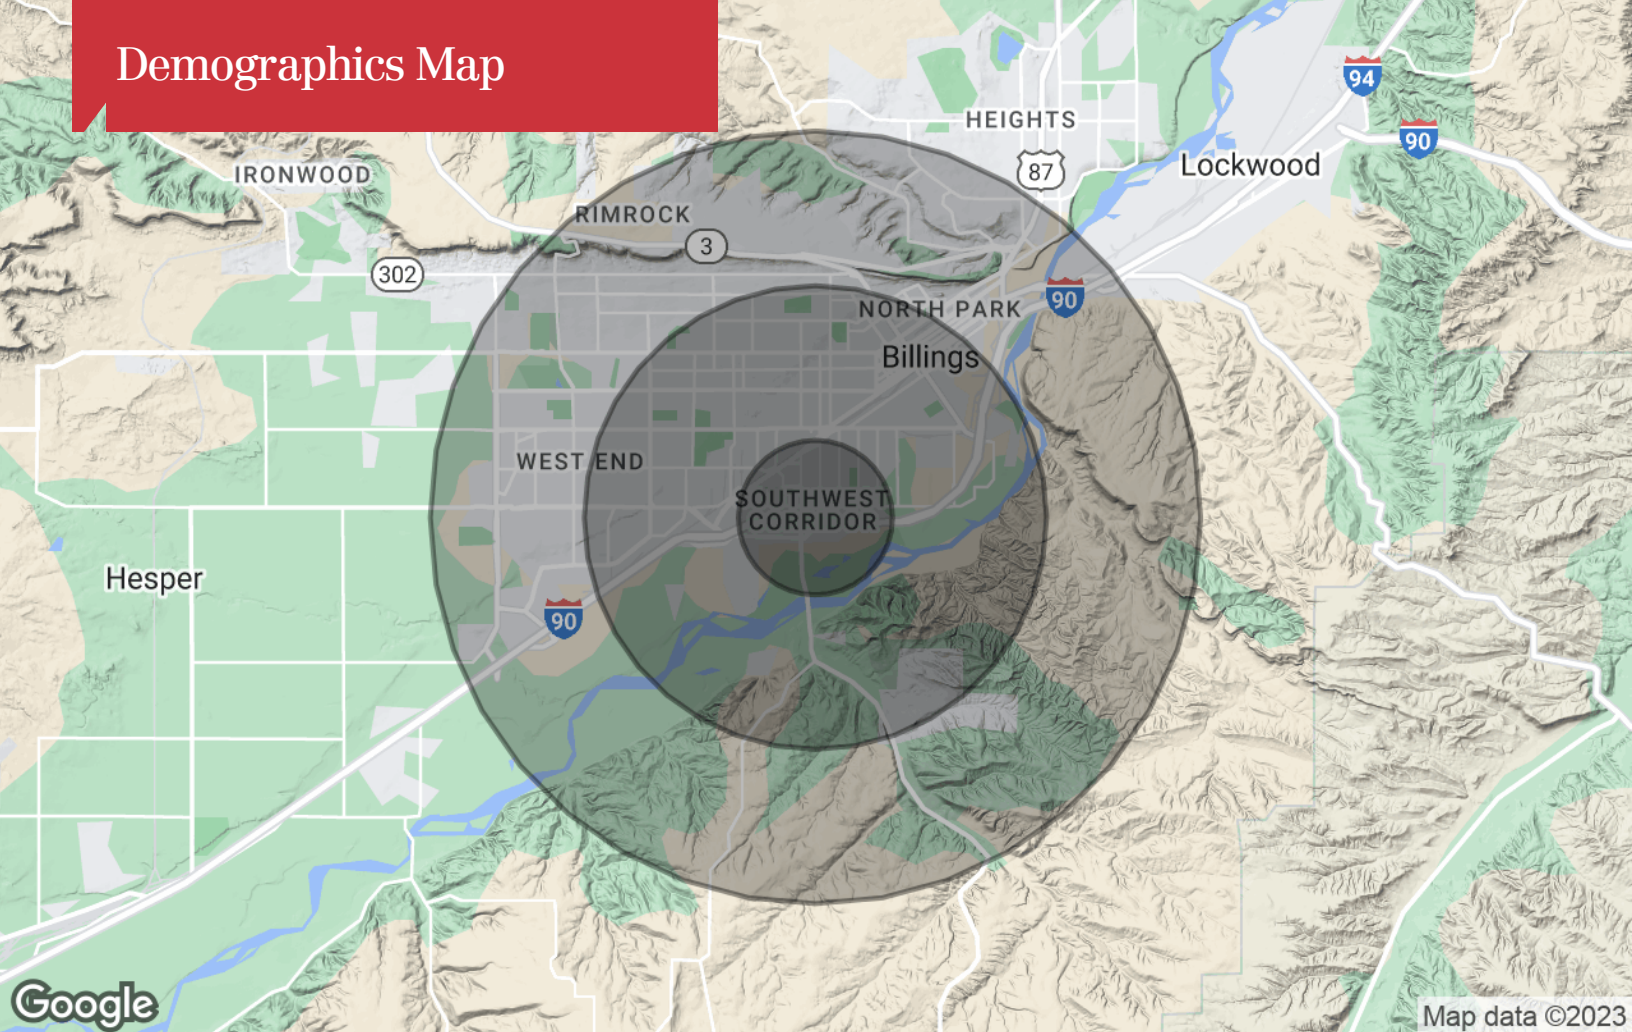 Demographics Map
94
90
HEIGHTS
87
Lockwood
IRONWOOD
RIMROCK
3
302
90
NORTH PARK
Billings
WEST END
SOUTHWEST
CORRIDOR
Hesper
90
Google
Map data ©2023